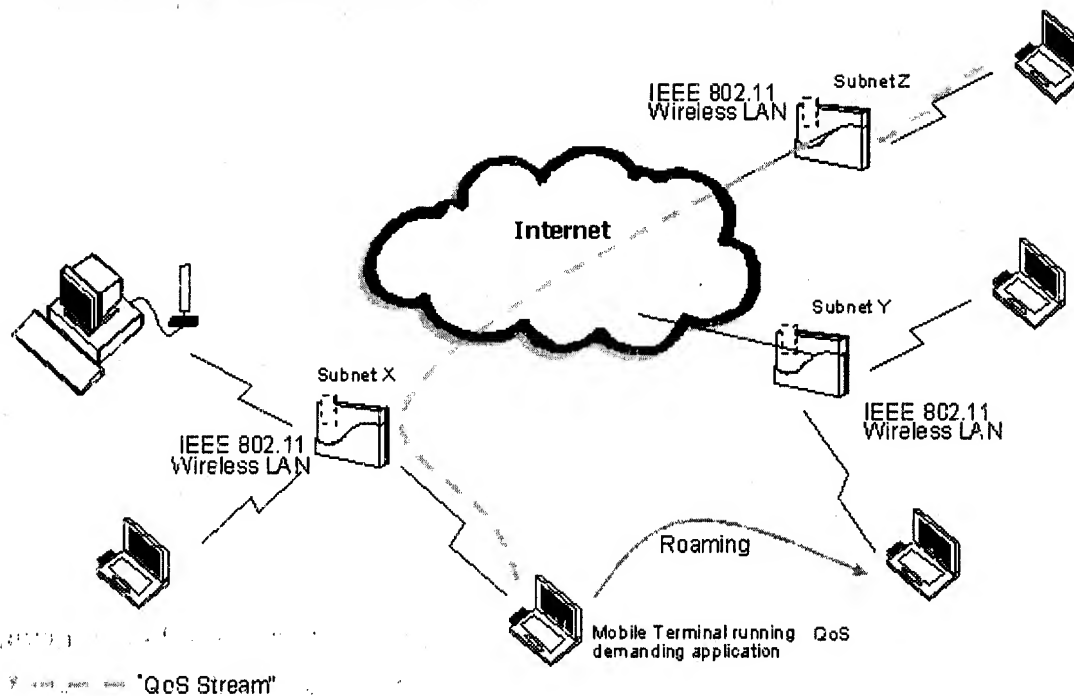 IEEE 802.11
Wireless LAN
Subnet Z
Internet
Subnet Y
Subnet X
IEEE 802.11
Wireless LAN
IEEE 802.11
Wireless LAN
Roaming
Mobile Terminal running QoS
demanding application
"QoS Stream"